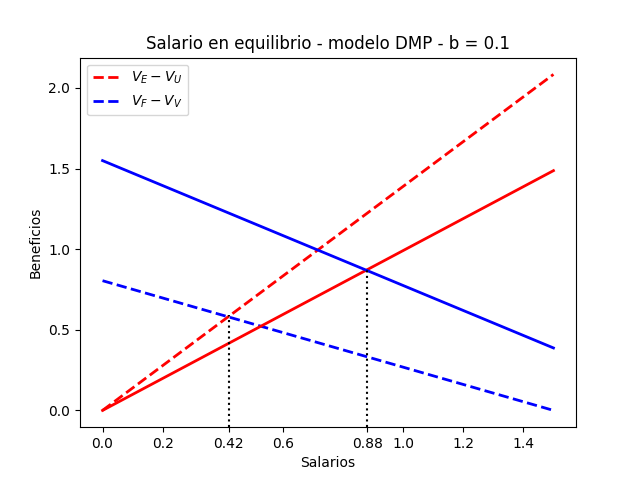 Salario en equilibrio - modelo DMP - b = 0.1
V_E − V_U
V_F − V_V
2.0
1.5
1.0
0.5
0.0
Beneficios
0.0 0.2 0.42 0.6 0.88 1.0 1.2 1.4
Salarios